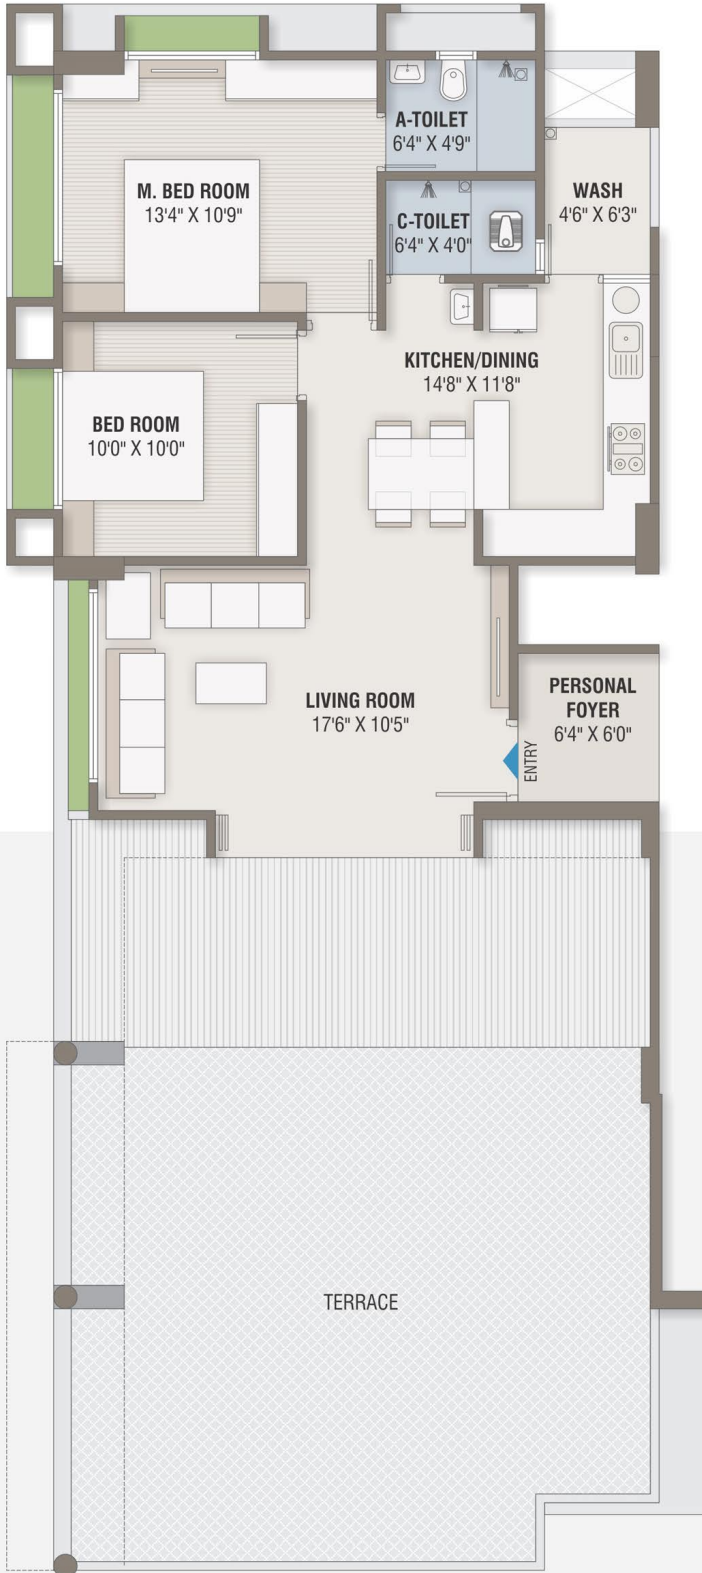 A-TOILET
6'4" X 4'9"
M. BED ROOM
13'4" X 10'9"
WASH
4'6" X 6'3"
C-TOILET
6'4" X 4'0"
KITCHEN/DINING
14'8" X 11'8"
BED ROOM
10'0" X 10'0"
LIVING ROOM
17'6" X 10'5"
PERSONAL
FOYER
6'4" X 6'0"
ENTRY
TERRACE